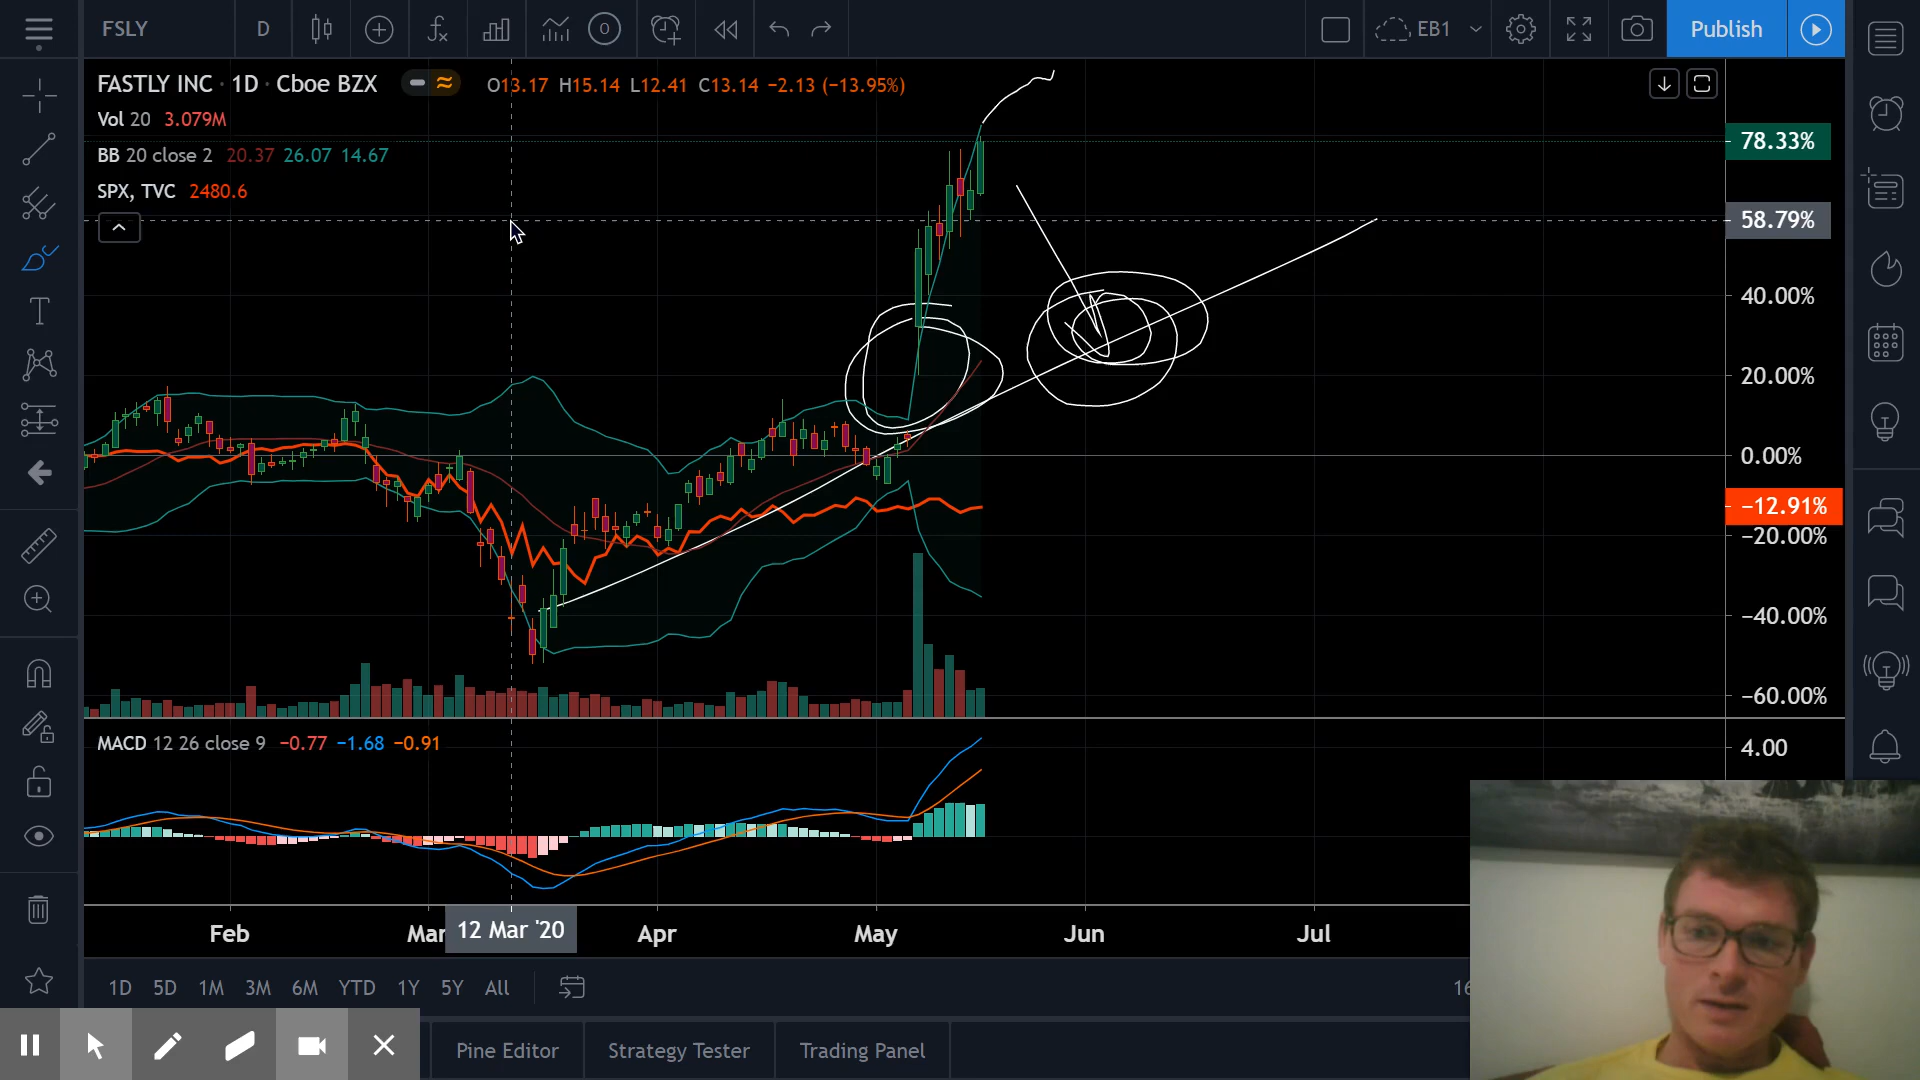 FSLY D EB1 Publish
FASTLY INC · 1D · Cboe BZX O13.17 H15.14 L12.41 C13.14 −2.13 (−13.95%)
Vol 20 3.079M
BB 20 close 2 20.37 26.07 14.67
SPX, TVC 2480.6
78.33%
58.79%
40.00%
20.00%
0.00%
−12.91%
−20.00%
−40.00%
−60.00%
MACD 12 26 close 9 −0.77 −1.68 −0.91
4.00
Feb Mar 12 Mar '20 Apr May Jun Jul
1D 5D 1M 3M 6M YTD 1Y 5Y All
Pine Editor Strategy Tester Trading Panel